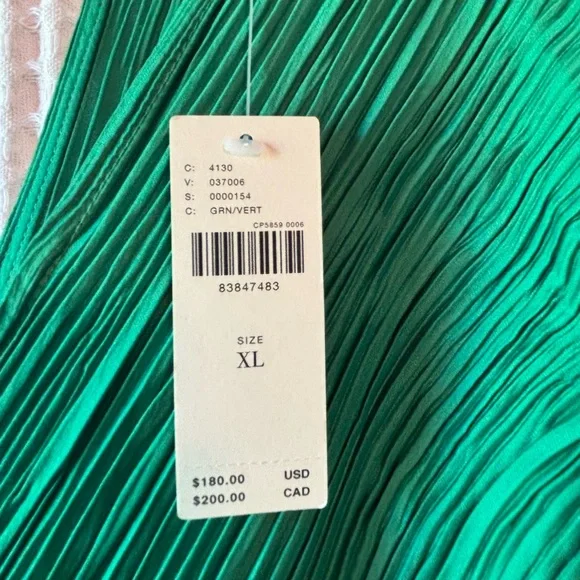 C: 4130
V: 037006
S: 0000154
C: GRN/VERT
CP5859 0006
83847483
SIZE
XL
$180.00 USD
$200.00 CAD